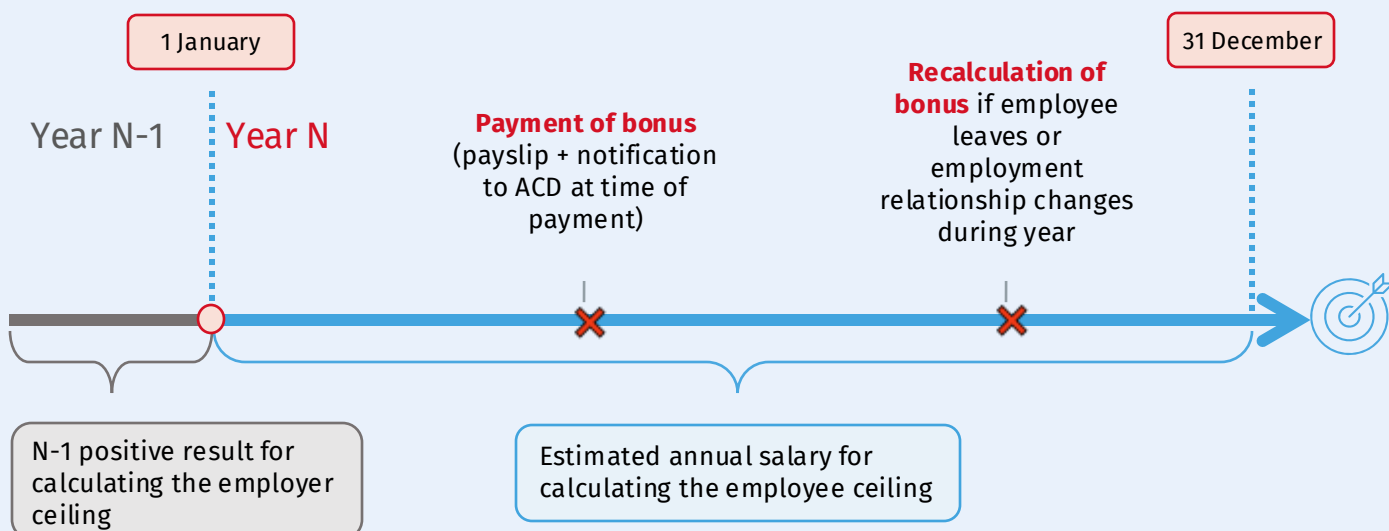 1 January
31 December
Year N-1
Year N
Payment of bonus
(payslip + notification
to ACD at time of
payment)
Recalculation of
bonus if employee
leaves or
employment
relationship changes
during year
N-1 positive result for
calculating the employer
ceiling
Estimated annual salary for
calculating the employee ceiling